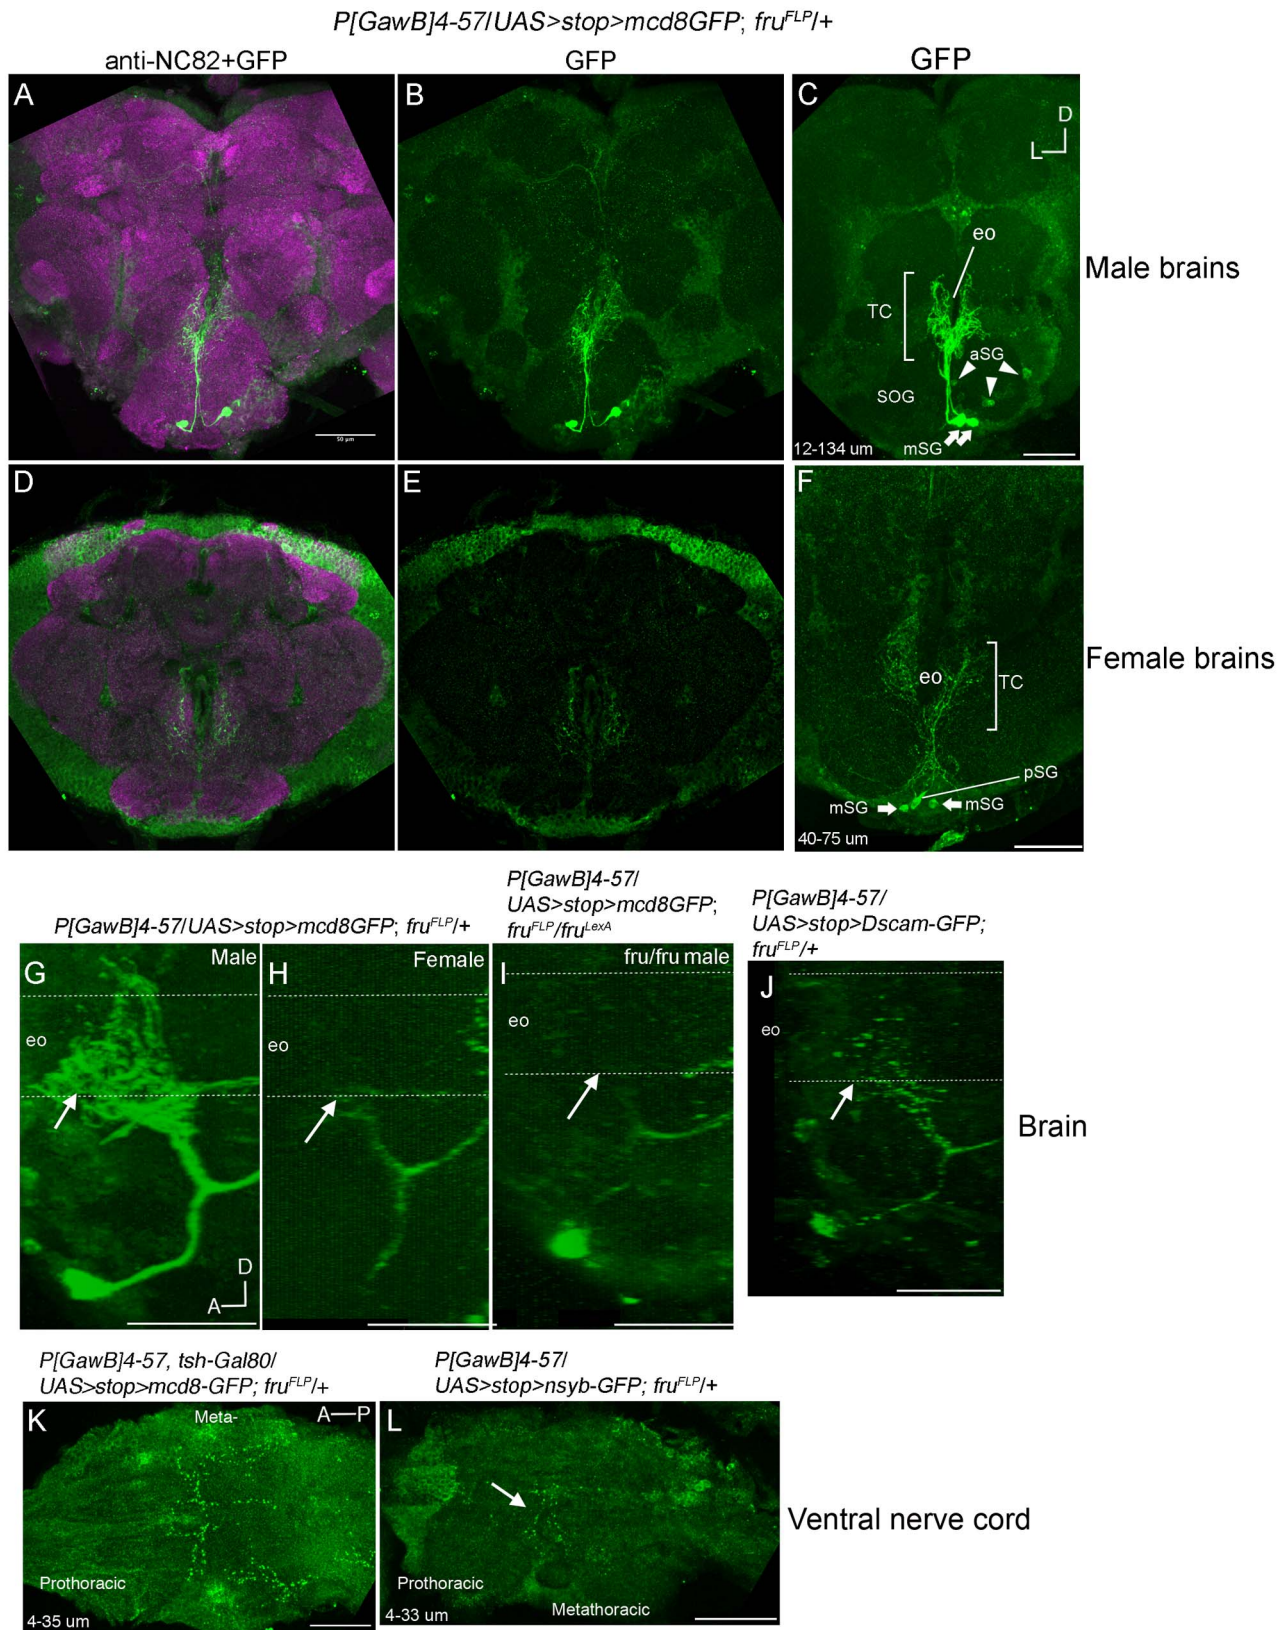 P[GawB]4-57/UAS>stop>mcd8GFP; fruFLP/+
anti-NC82+GFP
GFP
GFP
A
B
C
D
L
eo
TC
aSG
SOG
mSG
12-134 um
50 µm
Male brains
D
E
F
eo
TC
pSG
mSG
mSG
40-75 um
Female brains
P[GawB]4-57/UAS>stop>mcd8GFP; fruFLP/+
P[GawB]4-57/
UAS>stop>mcd8GFP;
fruFLP/fruLexA
P[GawB]4-57/
UAS>stop>Dscam-GFP;
fruFLP/+
G
Male
eo
D
A
H
Female
eo
I
fru/fru male
eo
J
eo
Brain
P[GawB]4-57, tsh-Gal80/
UAS>stop>mcd8-GFP; fruFLP/+
P[GawB]4-57/
UAS>stop>nsyb-GFP; fruFLP/+
K
Meta-
A—P
Prothoracic
4-35 um
L
Prothoracic
Metathoracic
4-33 um
Ventral nerve cord